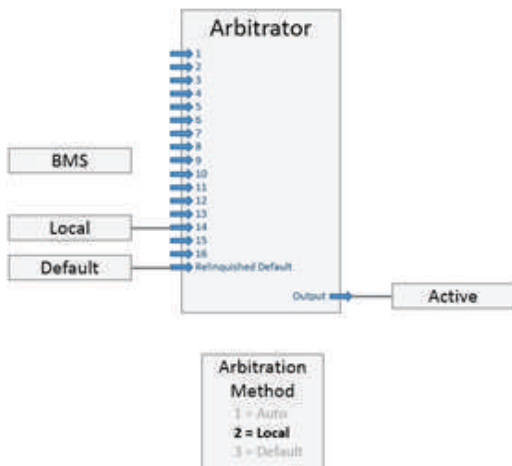 Arbitrator
1
2
3
4
5
6
7
8
BMS
9
10
11
12
13
Local
14
15
16
Default
Relinquished Default
Output
Active
Arbitration
Method
1 = Auto
2 = Local
3 = Default